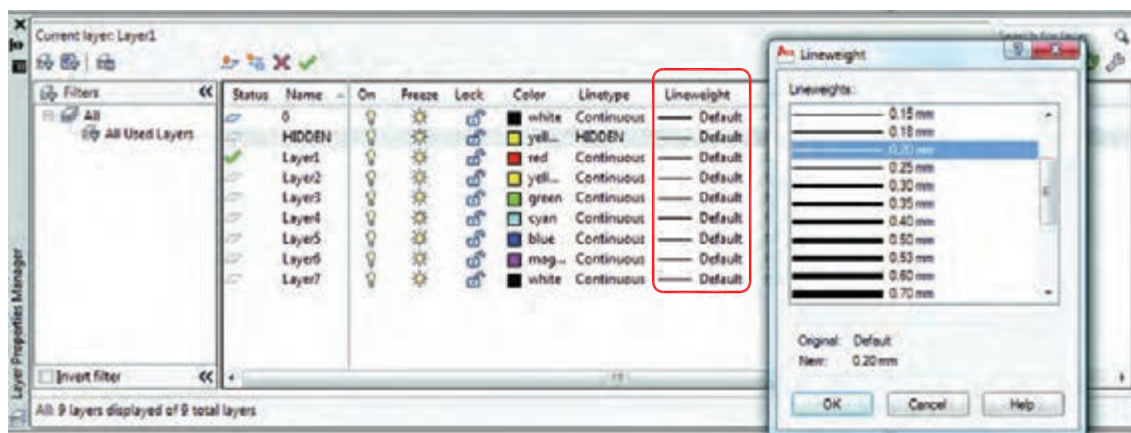 Current layer: Layer1
Search for layer
Filters
All
All Used Layers
Invert filter
Status Name On Freeze Lock Color Linetype Lineweight
0 white Continuous Default
HIDDEN yell... HIDDEN Default
Layer1 red Continuous Default
Layer2 yell... Continuous Default
Layer3 green Continuous Default
Layer4 cyan Continuous Default
Layer5 blue Continuous Default
Layer6 mag... Continuous Default
Layer7 white Continuous Default
All: 9 layers displayed of 9 total layers
Layer Properties Manager
Lineweight
Lineweights:
0.15 mm
0.18 mm
0.20 mm
0.25 mm
0.30 mm
0.35 mm
0.40 mm
0.50 mm
0.53 mm
0.60 mm
0.70 mm
Original: Default
New: 0.20 mm
OK Cancel Help